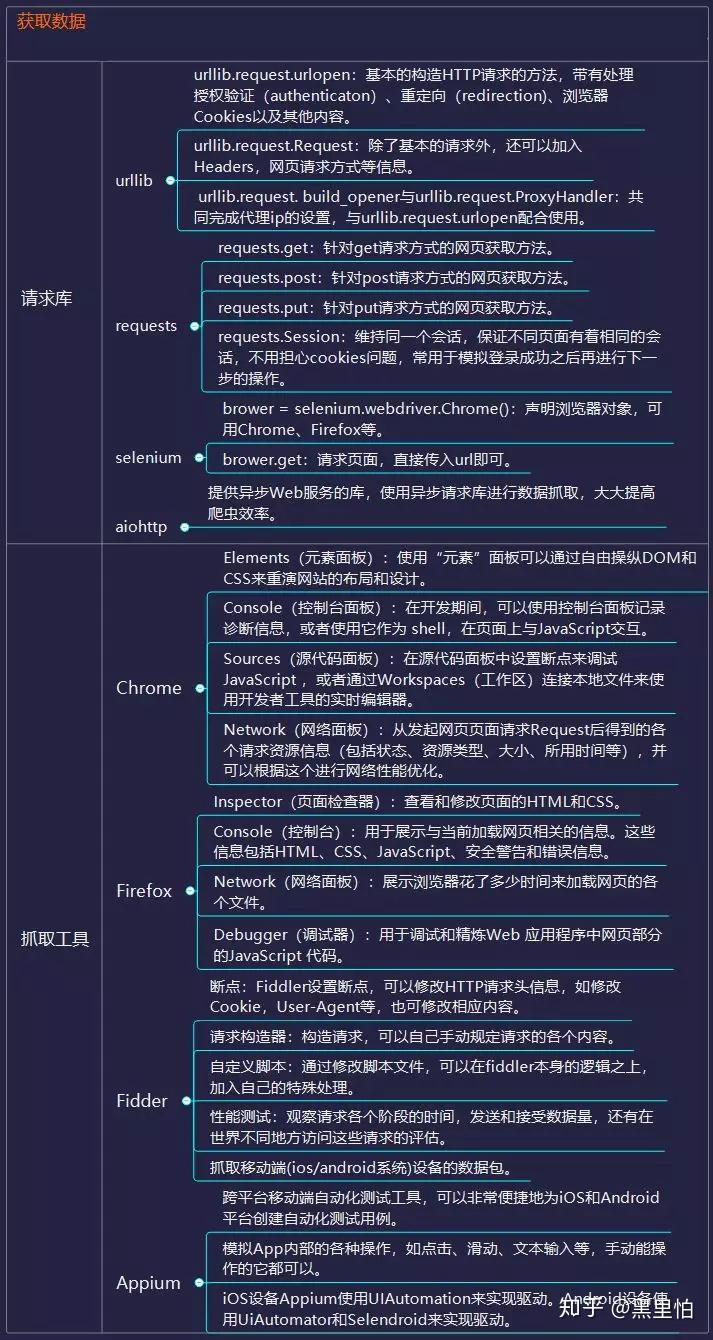 获取数据
请求库
urllib
urllib.request.urlopen：基本的构造HTTP请求的方法，带有处理
授权验证（authenticaton）、重定向（redirection)、浏览器
Cookies以及其他内容。
urllib.request.Request：除了基本的请求外，还可以加入
Headers，网页请求方式等信息。
urllib.request. build_opener与urllib.request.ProxyHandler：共
同完成代理ip的设置，与urllib.request.urlopen配合使用。
requests
requests.get：针对get请求方式的网页获取方法。
requests.post：针对post请求方式的网页获取方法。
requests.put：针对put请求方式的网页获取方法。
requests.Session：维持同一个会话，保证不同页面有着相同的会
话，不用担心cookies问题，常用于模拟登录成功之后再进行下一
步的操作。
selenium
brower = selenium.webdriver.Chrome()：声明浏览器对象，可
用Chrome、Firefox等。
brower.get：请求页面，直接传入url即可。
aiohttp
提供异步Web服务的库，使用异步请求库进行数据抓取，大大提高
爬虫效率。
抓取工具
Chrome
Elements（元素面板）：使用“元素”面板可以通过自由操纵DOM和
CSS来重演网站的布局和设计。
Console（控制台面板）：在开发期间，可以使用控制台面板记录
诊断信息，或者使用它作为 shell，在页面上与JavaScript交互。
Sources（源代码面板）：在源代码面板中设置断点来调试
JavaScript ，或者通过Workspaces（工作区）连接本地文件来使
用开发者工具的实时编辑器。
Network（网络面板）：从发起网页页面请求Request后得到的各
个请求资源信息（包括状态、资源类型、大小、所用时间等），并
可以根据这个进行网络性能优化。
Firefox
Inspector（页面检查器）：查看和修改页面的HTML和CSS。
Console（控制台）：用于展示与当前加载网页相关的信息。这些
信息包括HTML、CSS、JavaScript、安全警告和错误信息。
Network（网络面板）：展示浏览器花了多少时间来加载网页的各
个文件。
Debugger（调试器）：用于调试和精炼Web 应用程序中网页部分
的JavaScript 代码。
Fidder
断点：Fiddler设置断点，可以修改HTTP请求头信息，如修改
Cookie，User-Agent等，也可修改相应内容。
请求构造器：构造请求，可以自己手动规定请求的各个内容。
自定义脚本：通过修改脚本文件，可以在fiddler本身的逻辑之上，
加入自己的特殊处理。
性能测试：观察请求各个阶段的时间，发送和接受数据量，还有在
世界不同地方访问这些请求的评估。
抓取移动端(ios/android系统)设备的数据包。
Appium
跨平台移动端自动化测试工具，可以非常便捷地为iOS和Android
平台创建自动化测试用例。
模拟App内部的各种操作，如点击、滑动、文本输入等，手动能操
作的它都可以。
iOS设备Appium使用UIAutomation来实现驱动。Android设备使
用UiAutomator和Selendroid来实现驱动。
知乎 @黑里怕